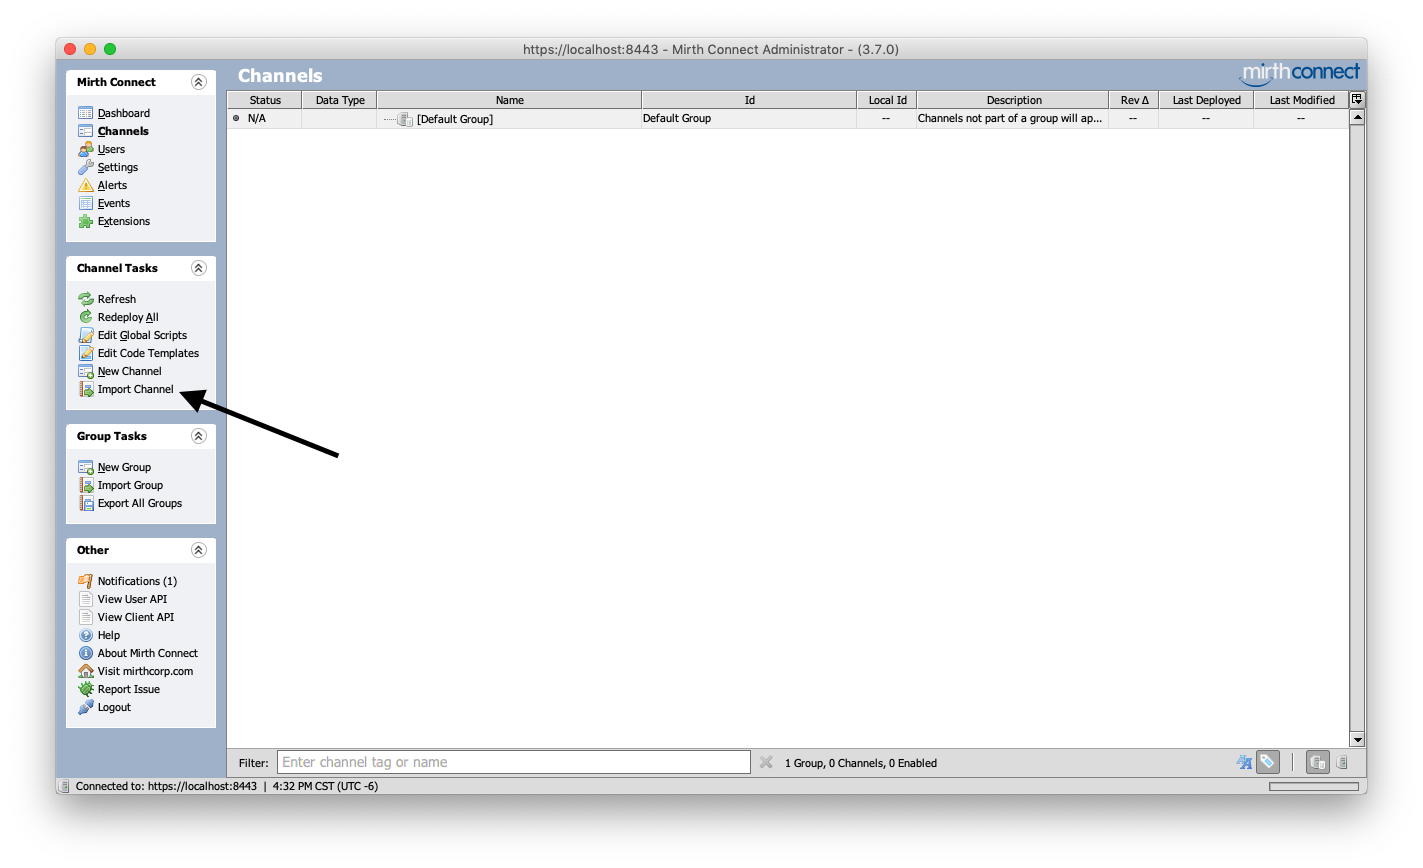 https://localhost:8443 - Mirth Connect Administrator - (3.7.0)
Mirth Connect
Dashboard
Channels
Users
Settings
Alerts
Events
Extensions
Channel Tasks
Refresh
Redeploy All
Edit Global Scripts
Edit Code Templates
New Channel
Import Channel
Group Tasks
New Group
Import Group
Export All Groups
Other
Notifications (1)
View User API
View Client API
Help
About Mirth Connect
Visit mirthcorp.com
Report Issue
Logout
Channels
mirthconnect
Status Data Type Name Id Local Id Description Rev Δ Last Deployed Last Modified
N/A [Default Group] Default Group -- Channels not part of a group will ap... -- -- --
Filter: Enter channel tag or name 1 Group, 0 Channels, 0 Enabled
Connected to: https://localhost:8443 | 4:32 PM CST (UTC -6)